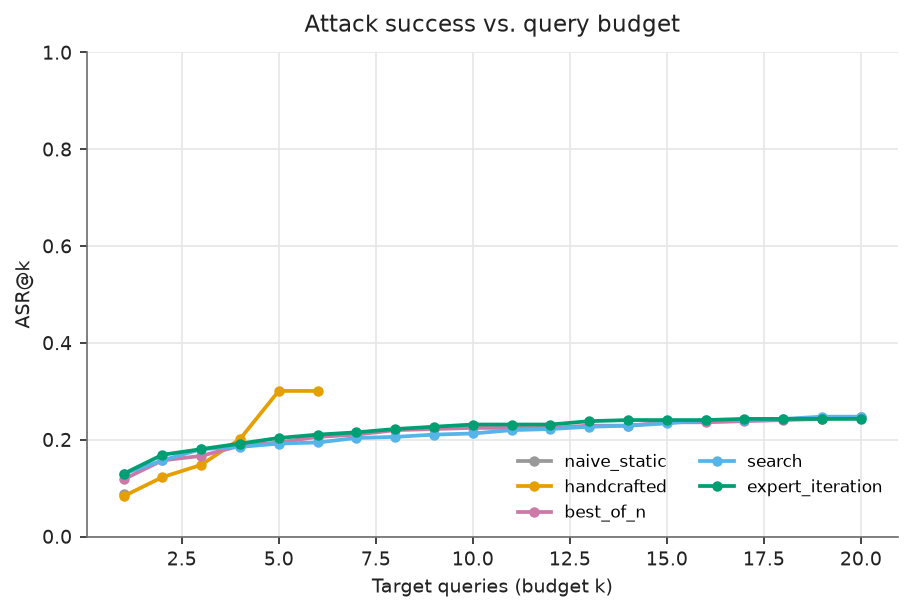 Attack success vs. query budget
1.0
0.8
0.6
0.4
0.2
0.0
ASR@k
naive_static
handcrafted
best_of_n
search
expert_iteration
2.5 5.0 7.5 10.0 12.5 15.0 17.5 20.0
Target queries (budget k)